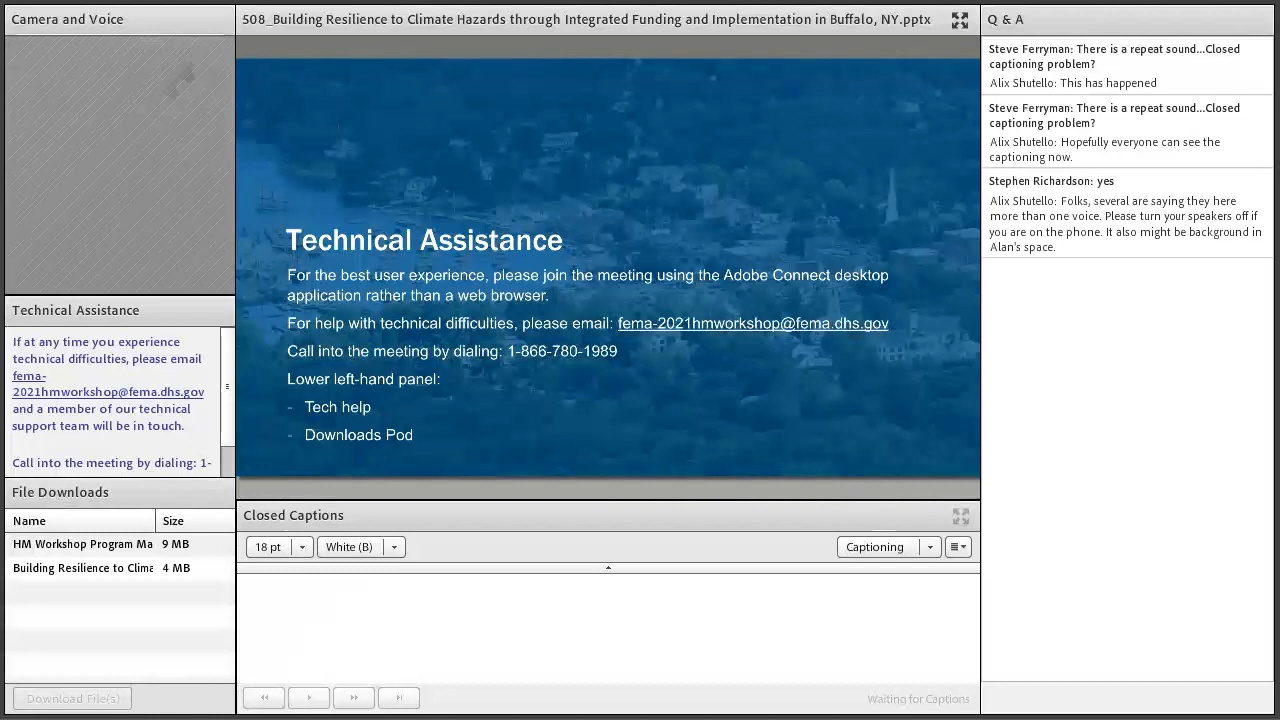 Camera and Voice
508_Building Resilience to Climate Hazards through Integrated Funding and Implementation in Buffalo, NY.pptx
Q & A
Steve Ferryman: There is a repeat sound...Closed
captioning problem?
Alix Shutello: This has happened
Steve Ferryman: There is a repeat sound...Closed
captioning problem?
Alix Shutello: Hopefully everyone can see the
captioning now.
Stephen Richardson: yes
Alix Shutello: Folks, several are saying they here
more than one voice. Please turn your speakers off if
you are on the phone. It also might be background in
Alan's space.
Technical Assistance
For the best user experience, please join the meeting using the Adobe Connect desktop
application rather than a web browser.
For help with technical difficulties, please email: fema-2021hmworkshop@fema.dhs.gov
Call into the meeting by dialing: 1-866-780-1989
Lower left-hand panel:
- Tech help
- Downloads Pod
Technical Assistance
If at any time you experience
technical difficulties, please email
fema-
2021hmworkshop@fema.dhs.gov
and a member of our technical
support team will be in touch.
Call into the meeting by dialing: 1-
File Downloads
Name Size
HM Workshop Program Ma 9 MB
Building Resilience to Clima 4 MB
Download File(s)
Closed Captions
18 pt White (B) Captioning
Waiting for Captions